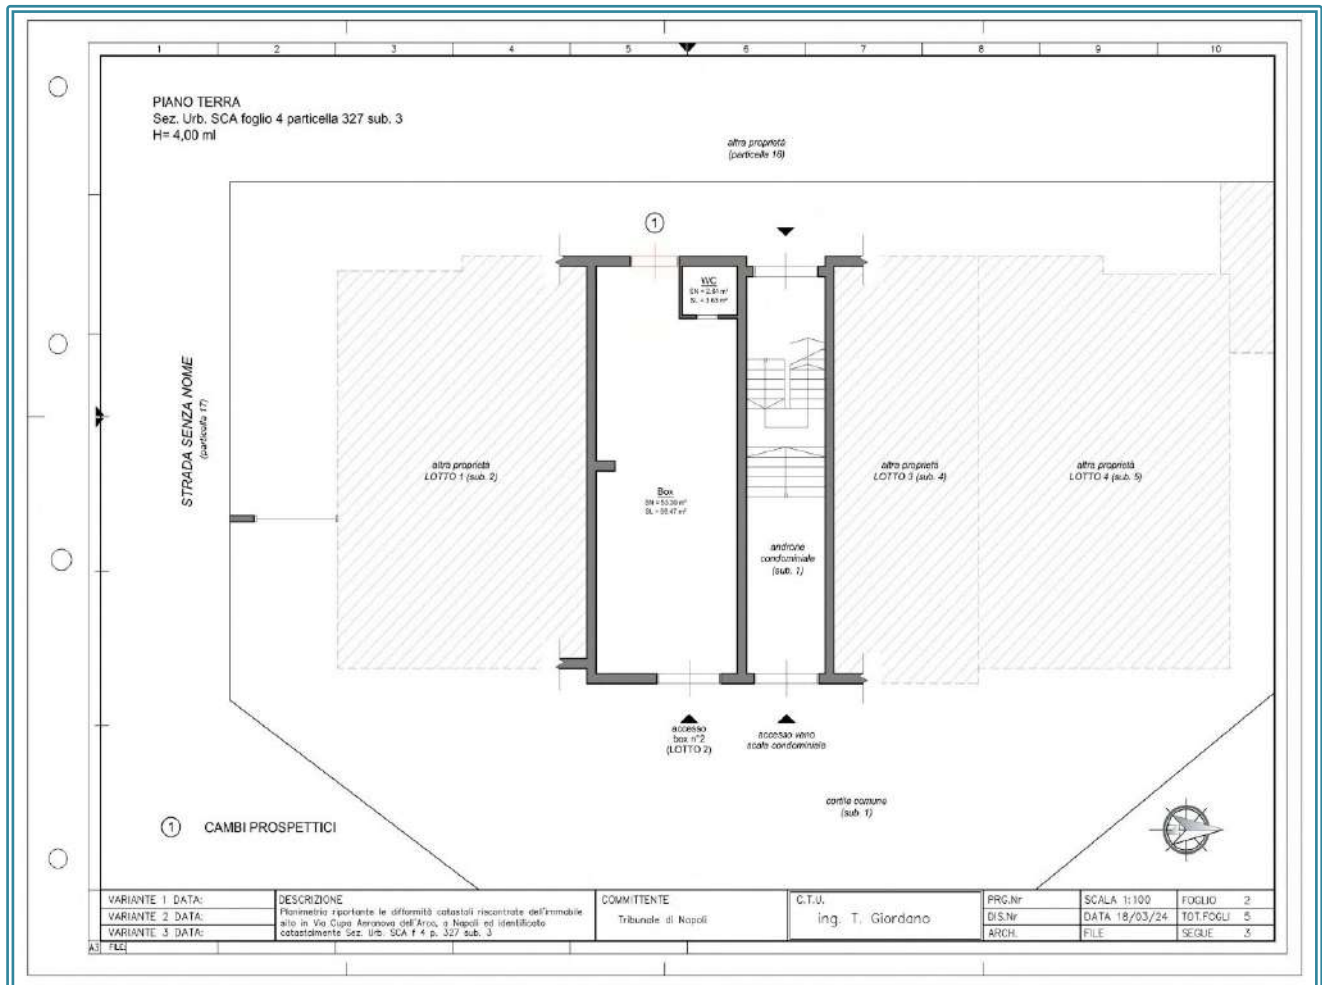 1 2 3 4 5 6 7 8 9 10
PIANO TERRA
Sez. Urb. SCA foglio 4 particella 327 sub. 3
H= 4,00 ml
altra proprietà
(particella 16)
1
WC
STRADA SENZA NOME
(particella 17)
altra proprietà
LOTTO 1 (sub. 2)
Box
altra proprietà
LOTTO 3 (sub. 4)
altra proprietà
LOTTO 4 (sub. 5)
androne
condominiale
(sub. 1)
accesso
box n°2
(LOTTO 2)
accesso vano
scala condominiale
cortile comune
(sub. 1)
1 CAMBI PROSPETTICI
VARIANTE 1 DATA:
VARIANTE 2 DATA:
VARIANTE 3 DATA:
A3 FILE:
DESCRIZIONE
Planimetria riportante le difformità catastali riscontrate dell'immobile
sito in Via Cupa Aeronova dell'Arco, a Napoli ed identificato
catastalmente Sez. Urb. SCA f 4 p. 327 sub. 3
COMMITTENTE
Tribunale di Napoli
C.T.U.
ing. T. Giordano
PRG.Nr
DIS.Nr
ARCH.
SCALA 1:100
DATA 18/03/24
FILE
FOGLIO 2
TOT.FOGLI 5
SEGUE 3